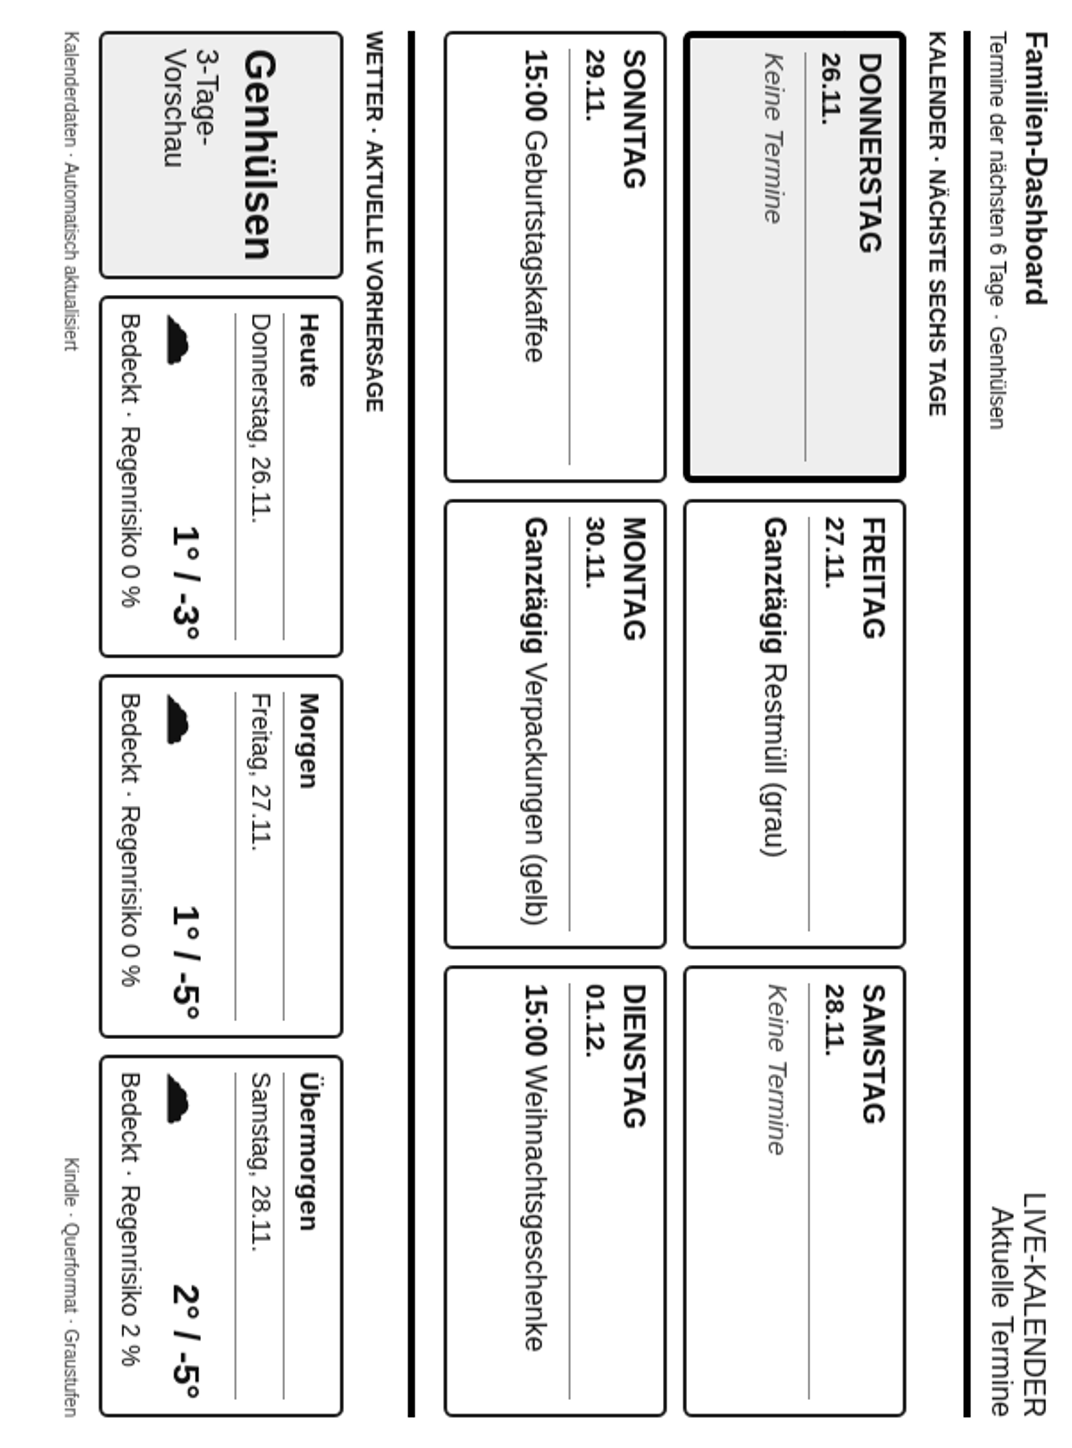 Familien-Dashboard
Termine der nächsten 6 Tage · Genhülsen
LIVE-KALENDER
Aktuelle Termine
KALENDER · NÄCHSTE SECHS TAGE
DONNERSTAG
26.11.
Keine Termine
FREITAG
27.11.
Ganztägig Restmüll (grau)
SAMSTAG
28.11.
Keine Termine
SONNTAG
29.11.
15:00 Geburtstagskaffee
MONTAG
30.11.
Ganztägig Verpackungen (gelb)
DIENSTAG
01.12.
15:00 Weihnachtsgeschenke
WETTER · AKTUELLE VORHERSAGE
Genhülsen
3-Tage-
Vorschau
Heute
Donnerstag, 26.11.
1° / -3°
Bedeckt · Regenrisiko 0 %
Morgen
Freitag, 27.11.
1° / -5°
Bedeckt · Regenrisiko 0 %
Übermorgen
Samstag, 28.11.
2° / -5°
Bedeckt · Regenrisiko 2 %
Kalenderdaten · Automatisch aktualisiert
Kindle · Querformat · Graustufen